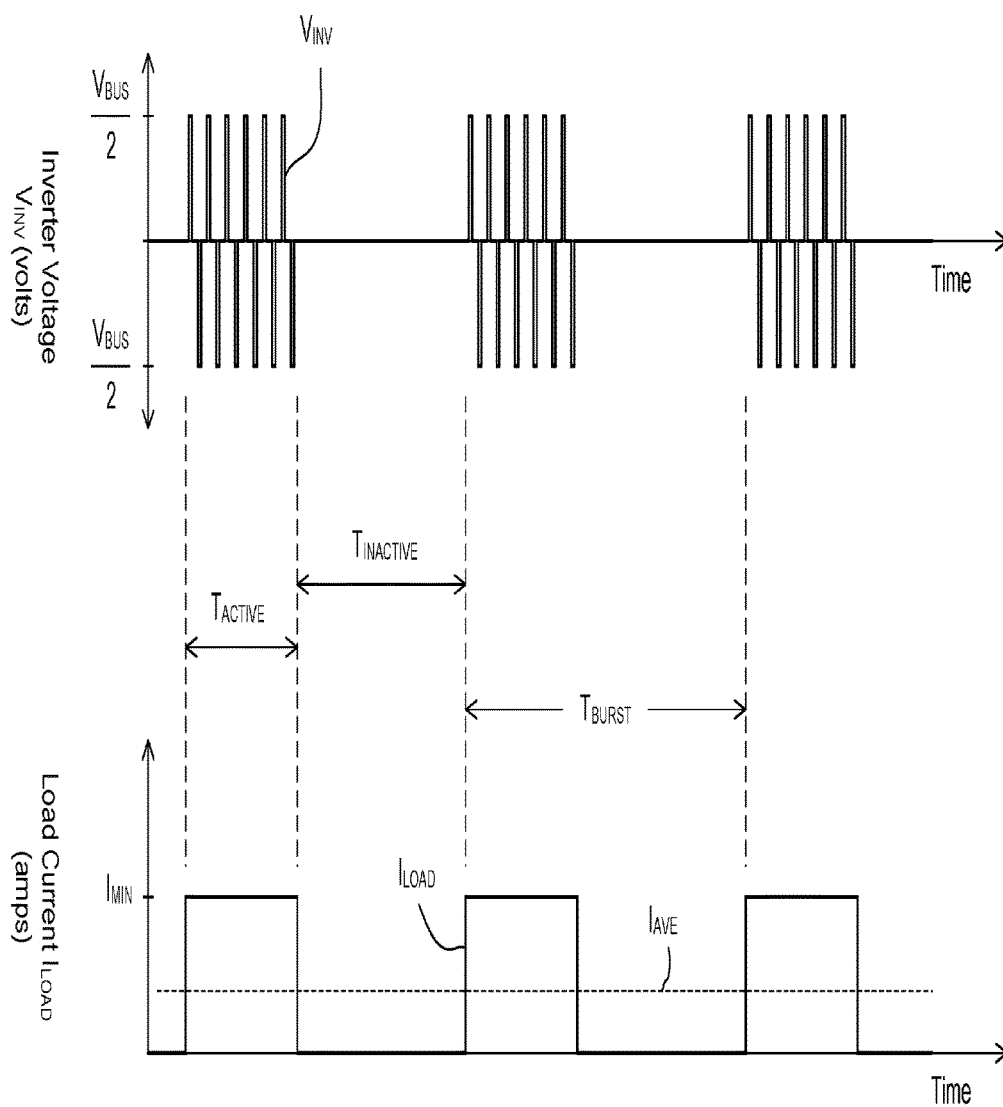 VINV
VBUS
2
Inverter Voltage
VINV (volts)
Time
VBUS
2
TINACTIVE
TACTIVE
TBURST
Load Current ILOAD
(amps)
IMIN
ILOAD
IAVE
Time